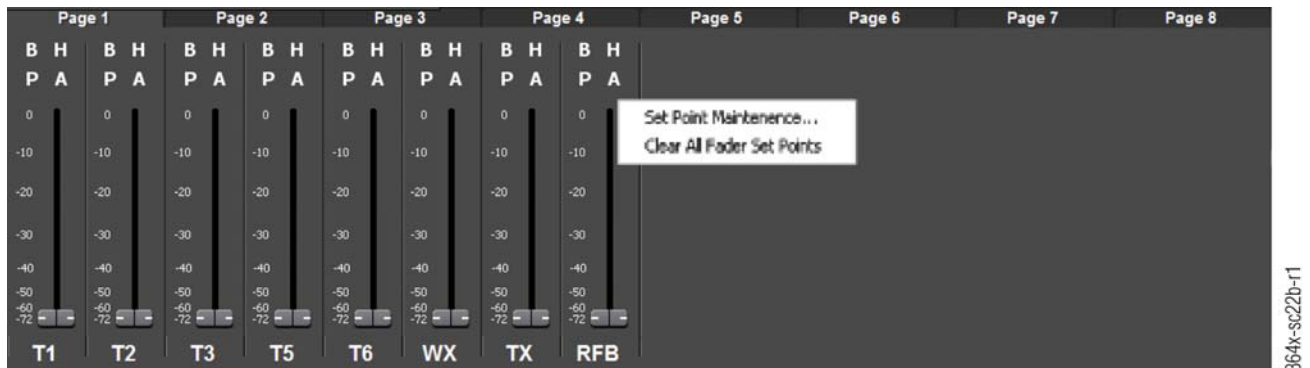 Page 1 Page 2 Page 3 Page 4 Page 5 Page 6 Page 7 Page 8
B H B H B H B H B H B H B H B H
P A P A P A P A P A P A P A P A
0 0 0 0 0 0 0 0
Set Point Maintenence...
-10 -10 -10 -10 -10 -10 -10 -10
Clear All Fader Set Points
-20 -20 -20 -20 -20 -20 -20
-30 -30 -30 -30 -30 -30 -30 -30
-40 -40 -40 -40 -40 -40 -40 -40
-50 -50 -50 -50 -50 -50 -50 -50
-60 -60 -60 -60 -60 -60 -60 -60
-72 -72 -72 -72 -72 -72 -72 -72
T1 T2 T3 T5 T6 WX TX RFB
864x-sc22b-r1